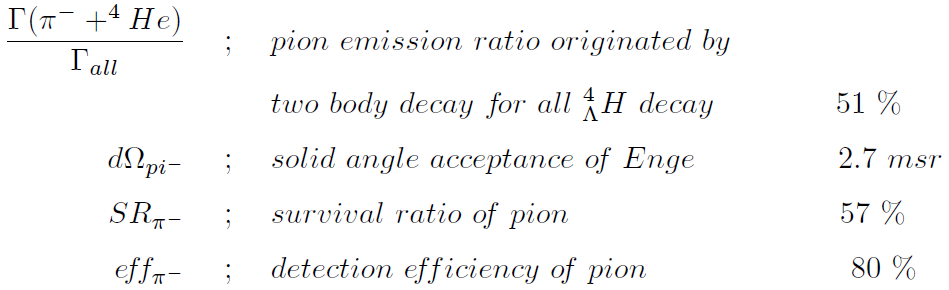 Γ(π⁻ +⁴ He)
Γ_all ; pion emission ratio originated by
two body decay for all ⁴_ΛH decay 51 %
dΩ_pi⁻ ; solid angle acceptance of Enge 2.7 msr
SR_π⁻ ; survival ratio of pion 57 %
eff_π⁻ ; detection efficiency of pion 80 %